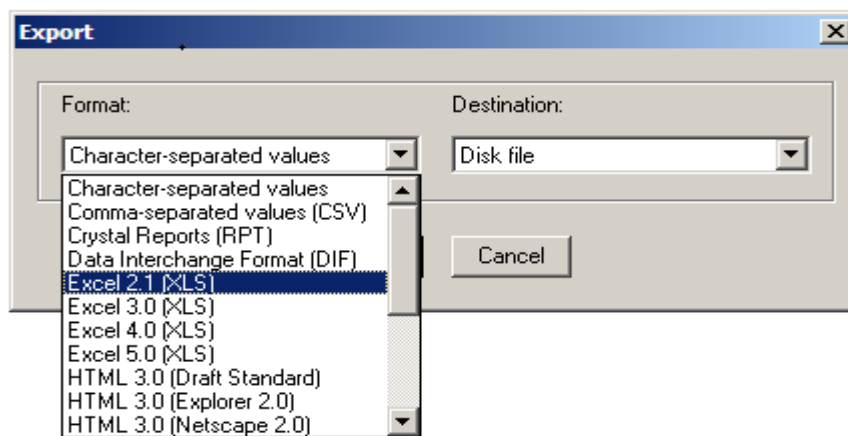 Export
Format:
Destination:
Character-separated values
Disk file
Character-separated values
Comma-separated values (CSV)
Crystal Reports (RPT)
Data Interchange Format (DIF)
Excel 2.1 (XLS)
Excel 3.0 (XLS)
Excel 4.0 (XLS)
Excel 5.0 (XLS)
HTML 3.0 (Draft Standard)
HTML 3.0 (Explorer 2.0)
HTML 3.0 (Netscape 2.0)
Cancel